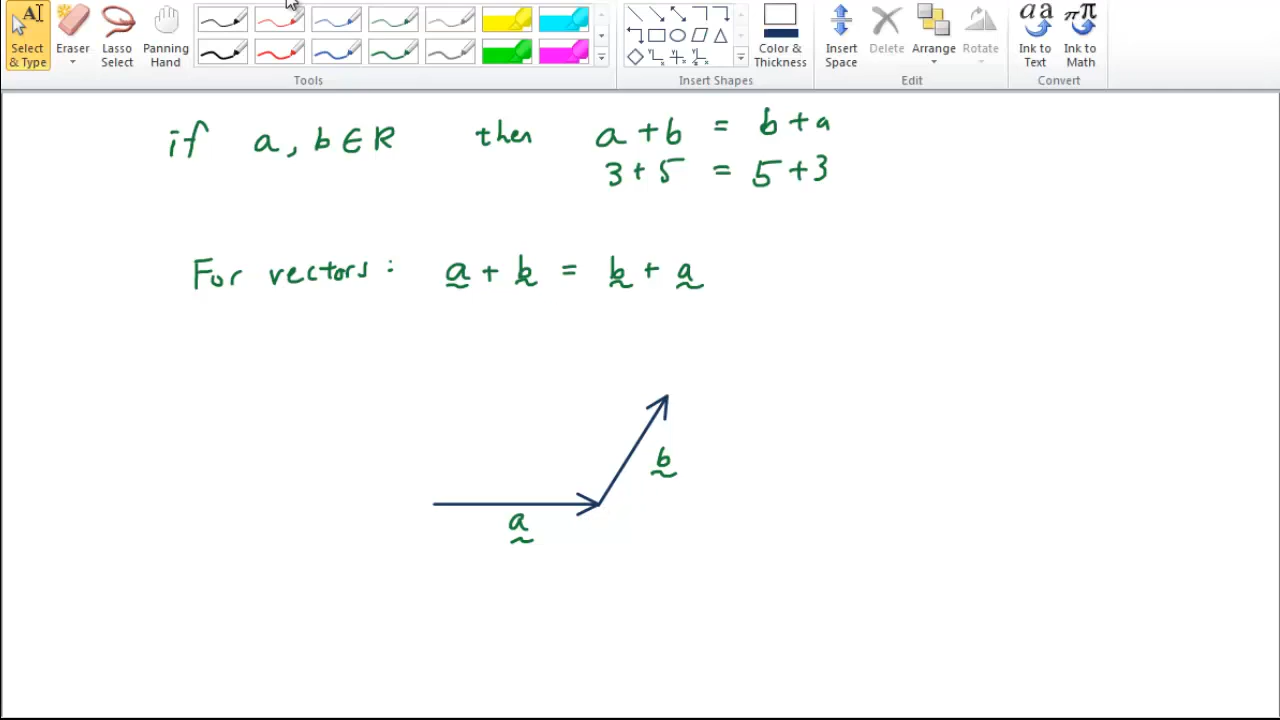 Select & Type
Eraser
Lasso Select
Panning Hand
Tools
Insert Shapes
Color & Thickness
Insert Space
Delete
Arrange
Rotate
Edit
Ink to Text
Ink to Math
Convert
if a, b ∈ R then a + b = b + a
3 + 5 = 5 + 3
For vectors : a̰ + b̰ = b̰ + a̰
b̰
a̰